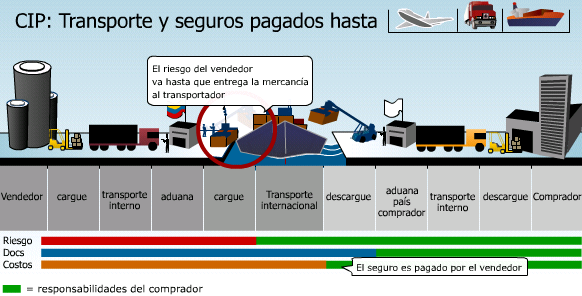 CIP: Transporte y seguros pagados hasta
El riesgo del vendedor
va hasta que entrega la mercancía
al transportador
Vendedor
cargue
transporte
interno
aduana
cargue
Transporte
internacional
descargue
aduana
país
comprador
transporte
interno
descargue
Comprador
Riesgo
Docs
Costos
El seguro es pagado por el vendedor
= responsabilidades del comprador